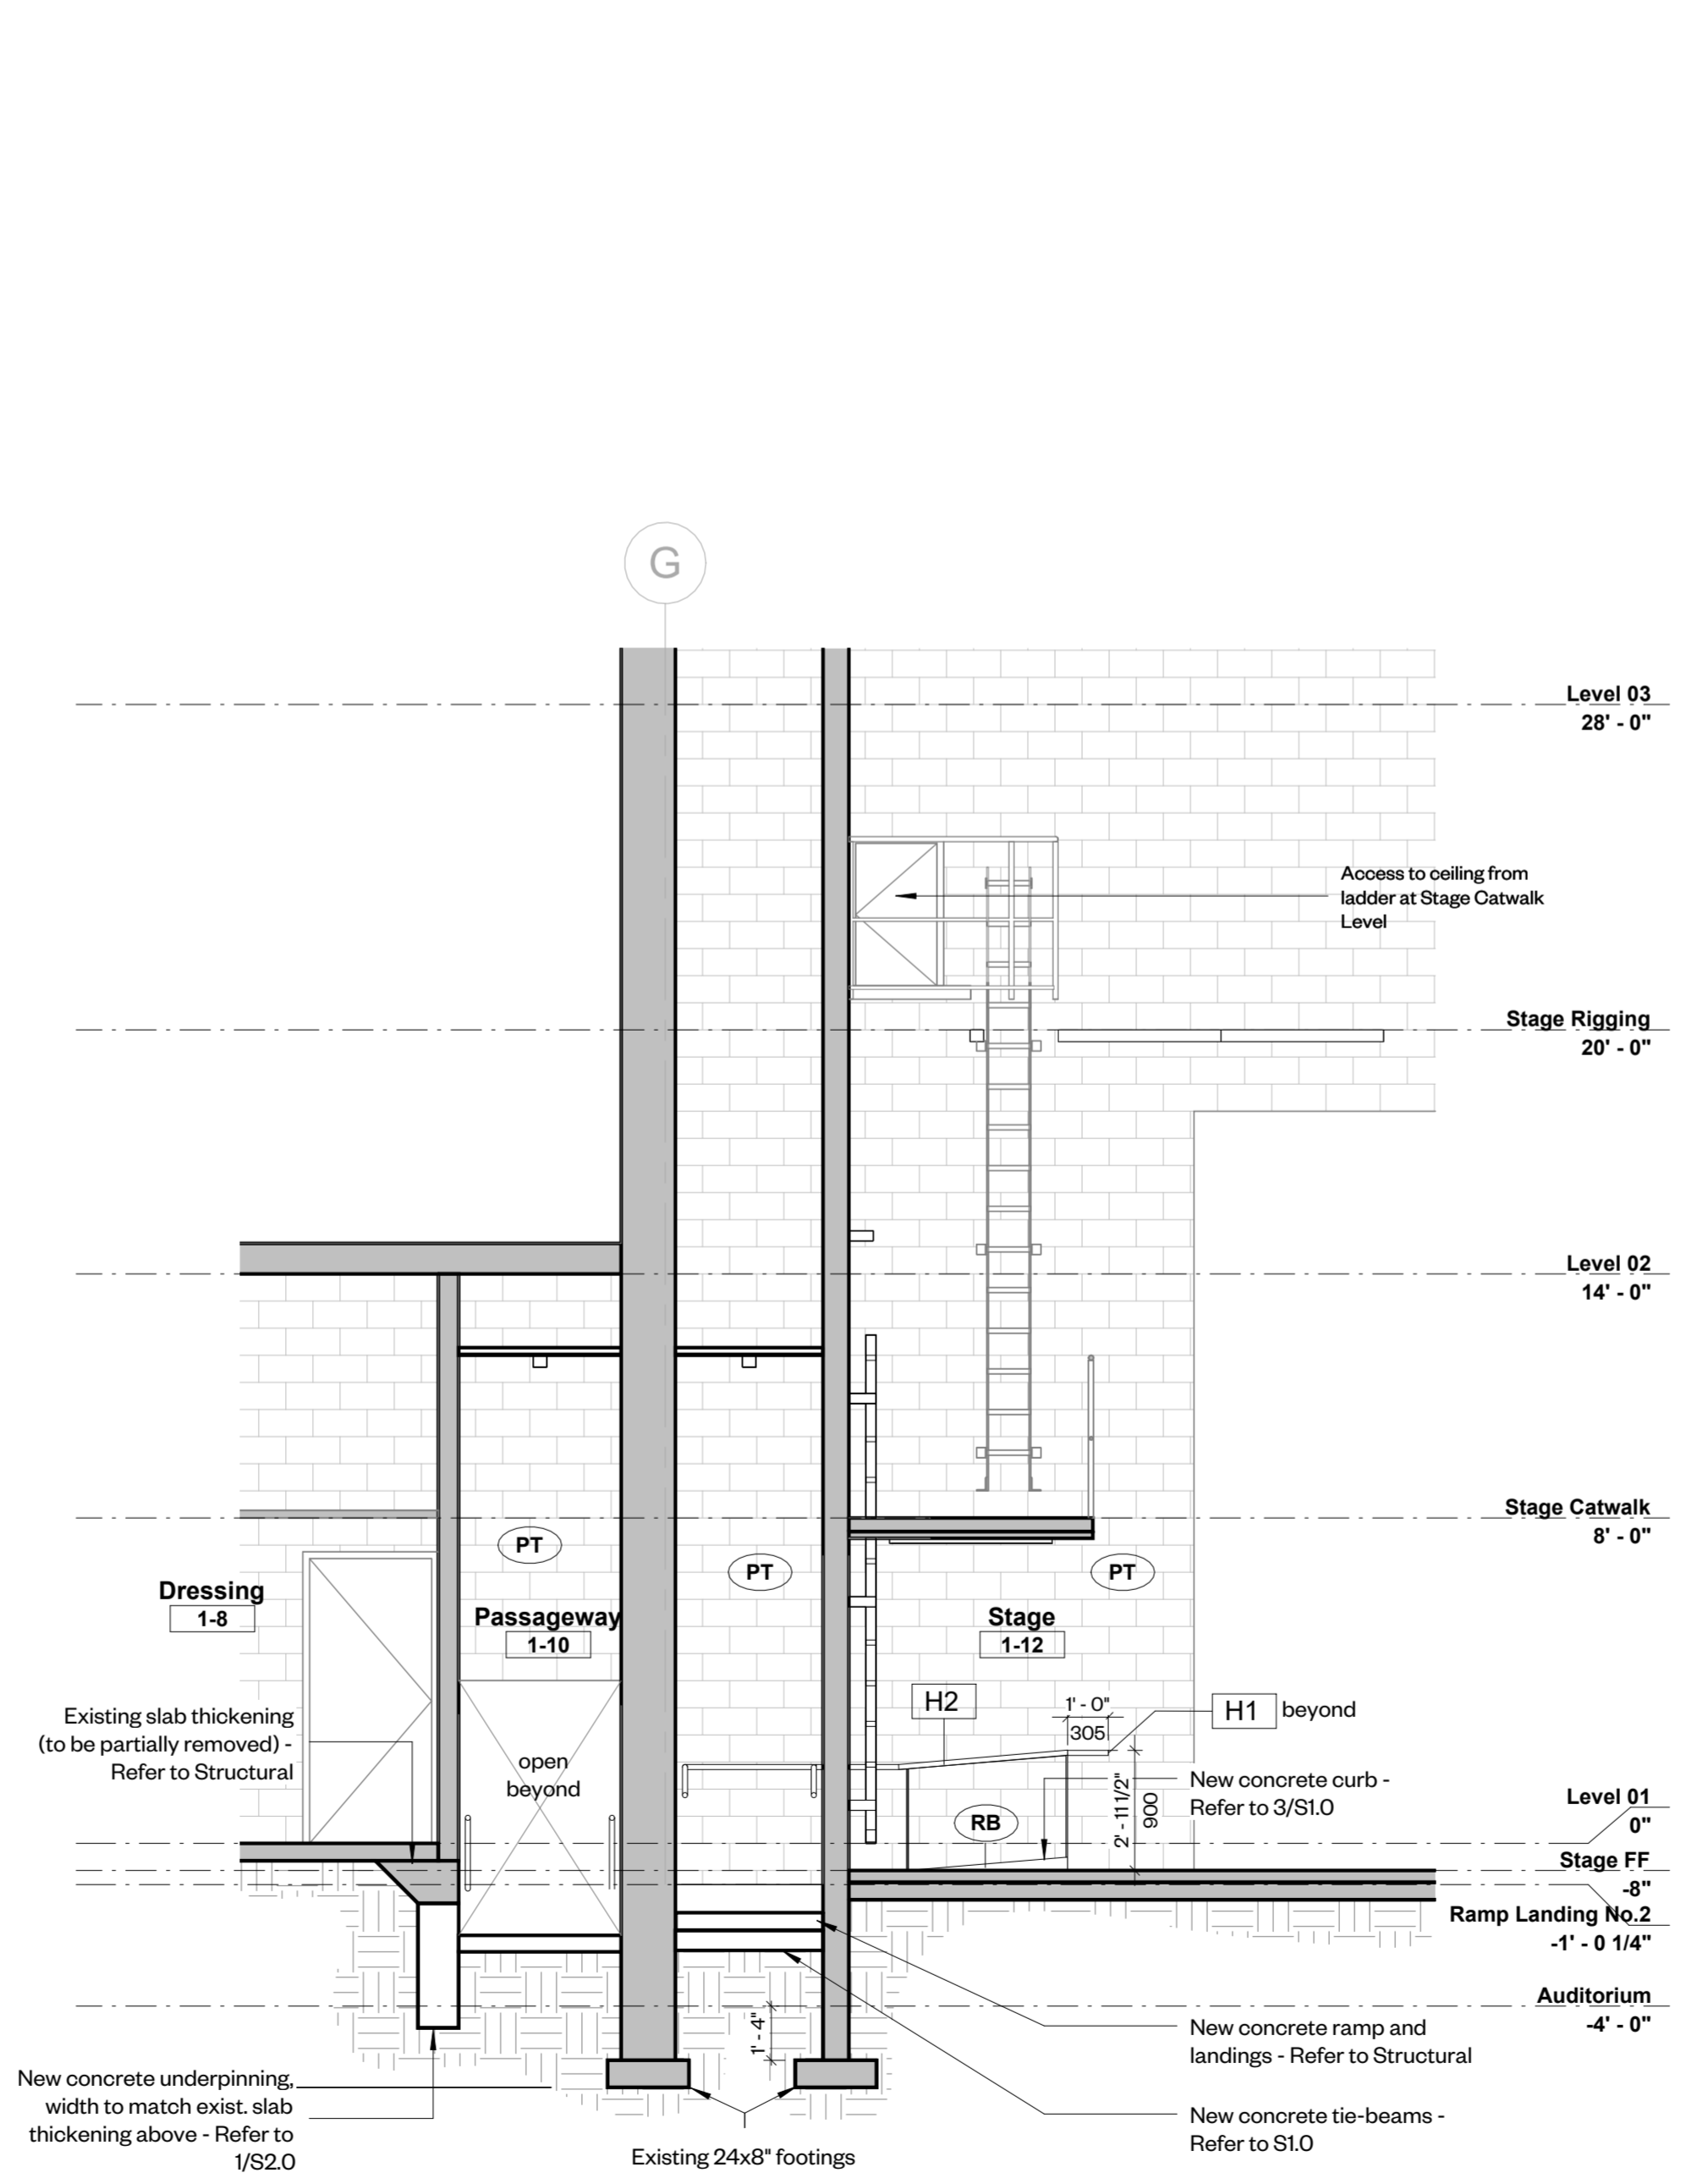 G
Level 03
28' - 0"
Access to ceiling from
ladder at Stage Catwalk
Level
Stage Rigging
20' - 0"
Level 02
14' - 0"
Stage Catwalk
8' - 0"
PT
PT
PT
Dressing
1-8
Passageway
1-10
Stage
1-12
H2
1' - 0"
305
H1 beyond
Existing slab thickening
(to be partially removed) -
Refer to Structural
open
beyond
RB
2' - 11 1/2"
900
New concrete curb -
Refer to 3/S1.0
Level 01
0"
Stage FF
-8"
Ramp Landing No.2
-1' - 0 1/4"
Auditorium
-4' - 0"
1' - 4"
New concrete ramp and
landings - Refer to Structural
New concrete underpinning,
width to match exist. slab
thickening above - Refer to
1/S2.0
Existing 24x8" footings
New concrete tie-beams -
Refer to S1.0